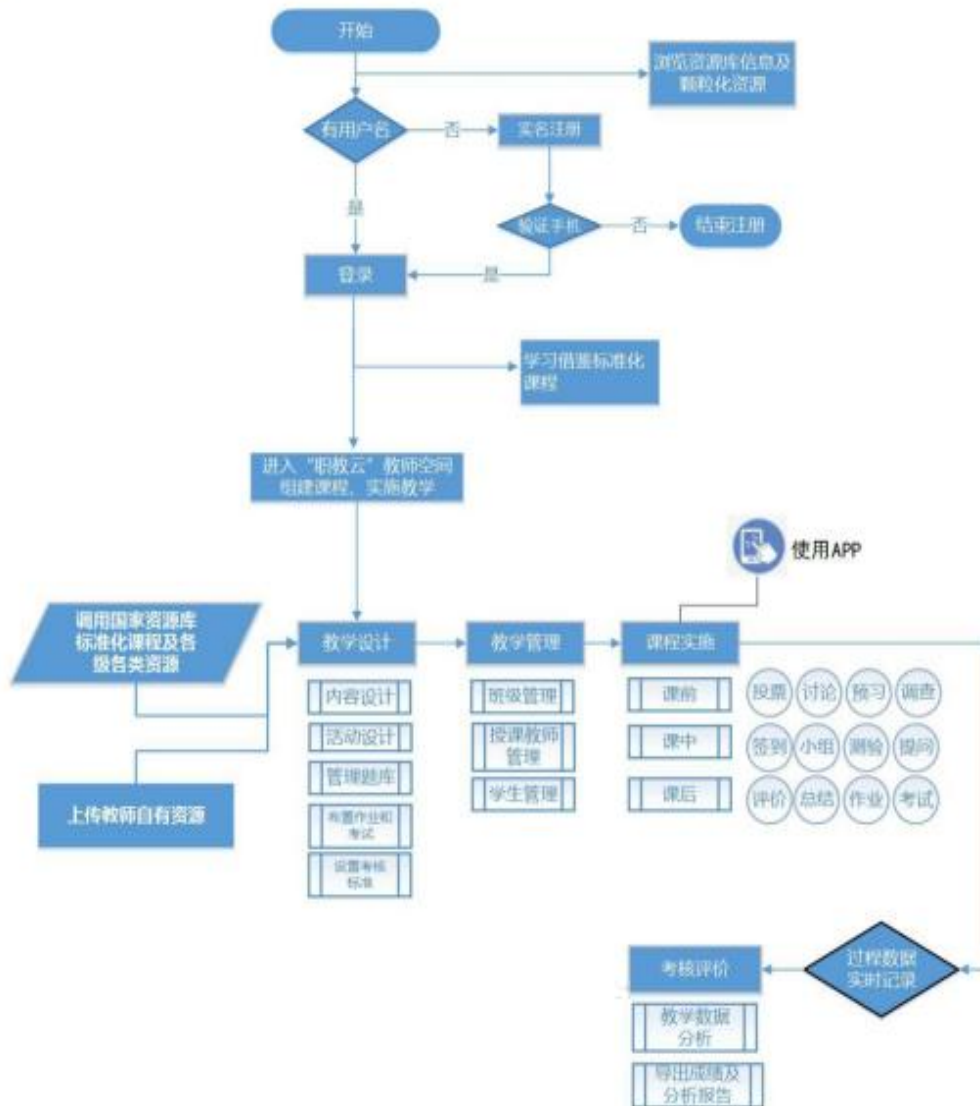 开始
浏览资源库信息及
颗粒化资源
有用户名
否
实名注册
是
验证手机
否
结束注册
登录
是
学习借鉴标准化
课程
进入“职教云”教师空间
组建课程、实施教学
使用APP
调用国家资源库
标准化课程及各
级各类资源
教学设计
教学管理
课程实施
内容设计
活动设计
管理题库
布置作业和
考试
设置考核
标准
班级管理
授课教师
管理
学生管理
课前
投票
讨论
预习
调查
课中
签到
小组
测验
提问
课后
评价
总结
作业
考试
上传教师自有资源
过程数据
实时记录
考核评价
教学数据
分析
导出成绩及
分析报告